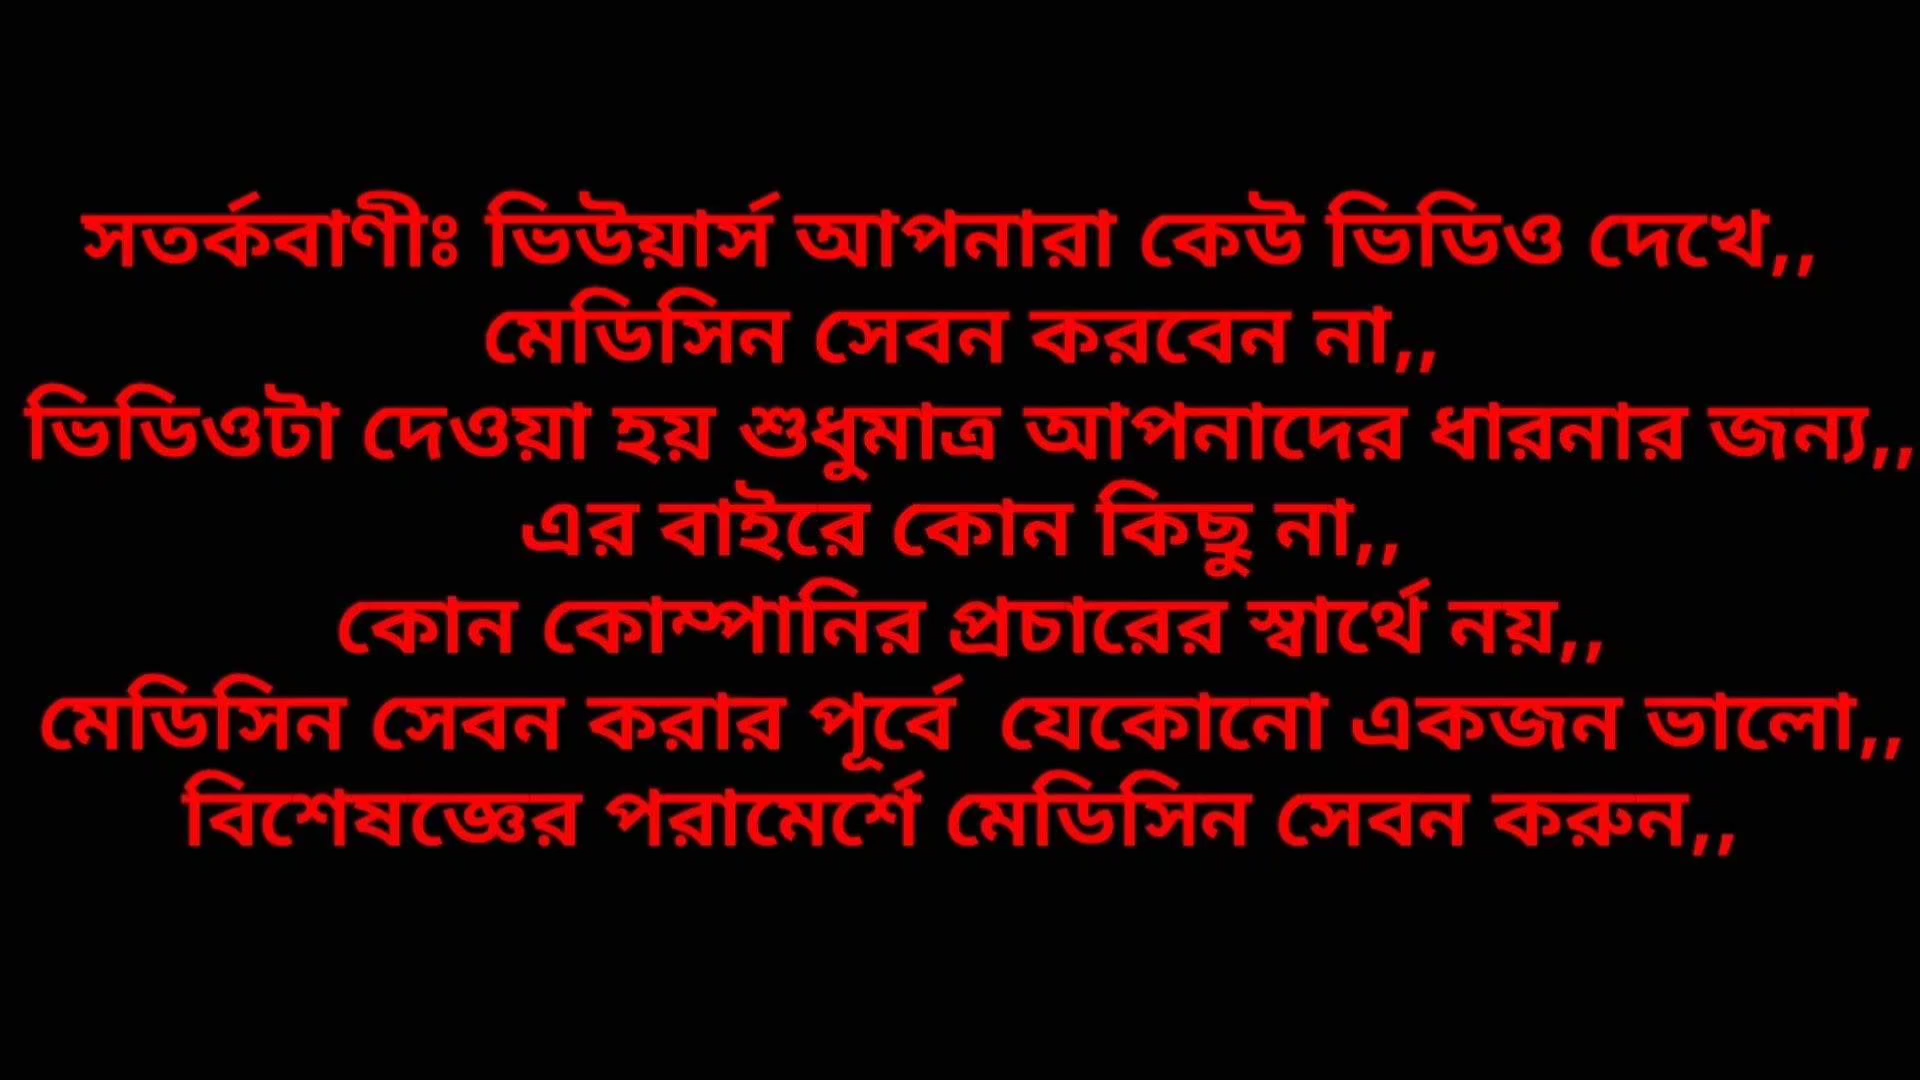 সতর্কবাণীঃ ভিউয়ার্স আপনারা কেউ ভিডিও দেখে,,
মেডিসিন সেবন করবেন না,,
ভিডিওটা দেওয়া হয় শুধুমাত্র আপনাদের ধারনার জন্য,,
এর বাইরে কোন কিছু না,,
কোন কোম্পানির প্রচারের স্বার্থে নয়,,
মেডিসিন সেবন করার পূর্বে  যেকোনো একজন ভালো,,
বিশেষজ্ঞের পরামের্শে মেডিসিন সেবন করুন,,